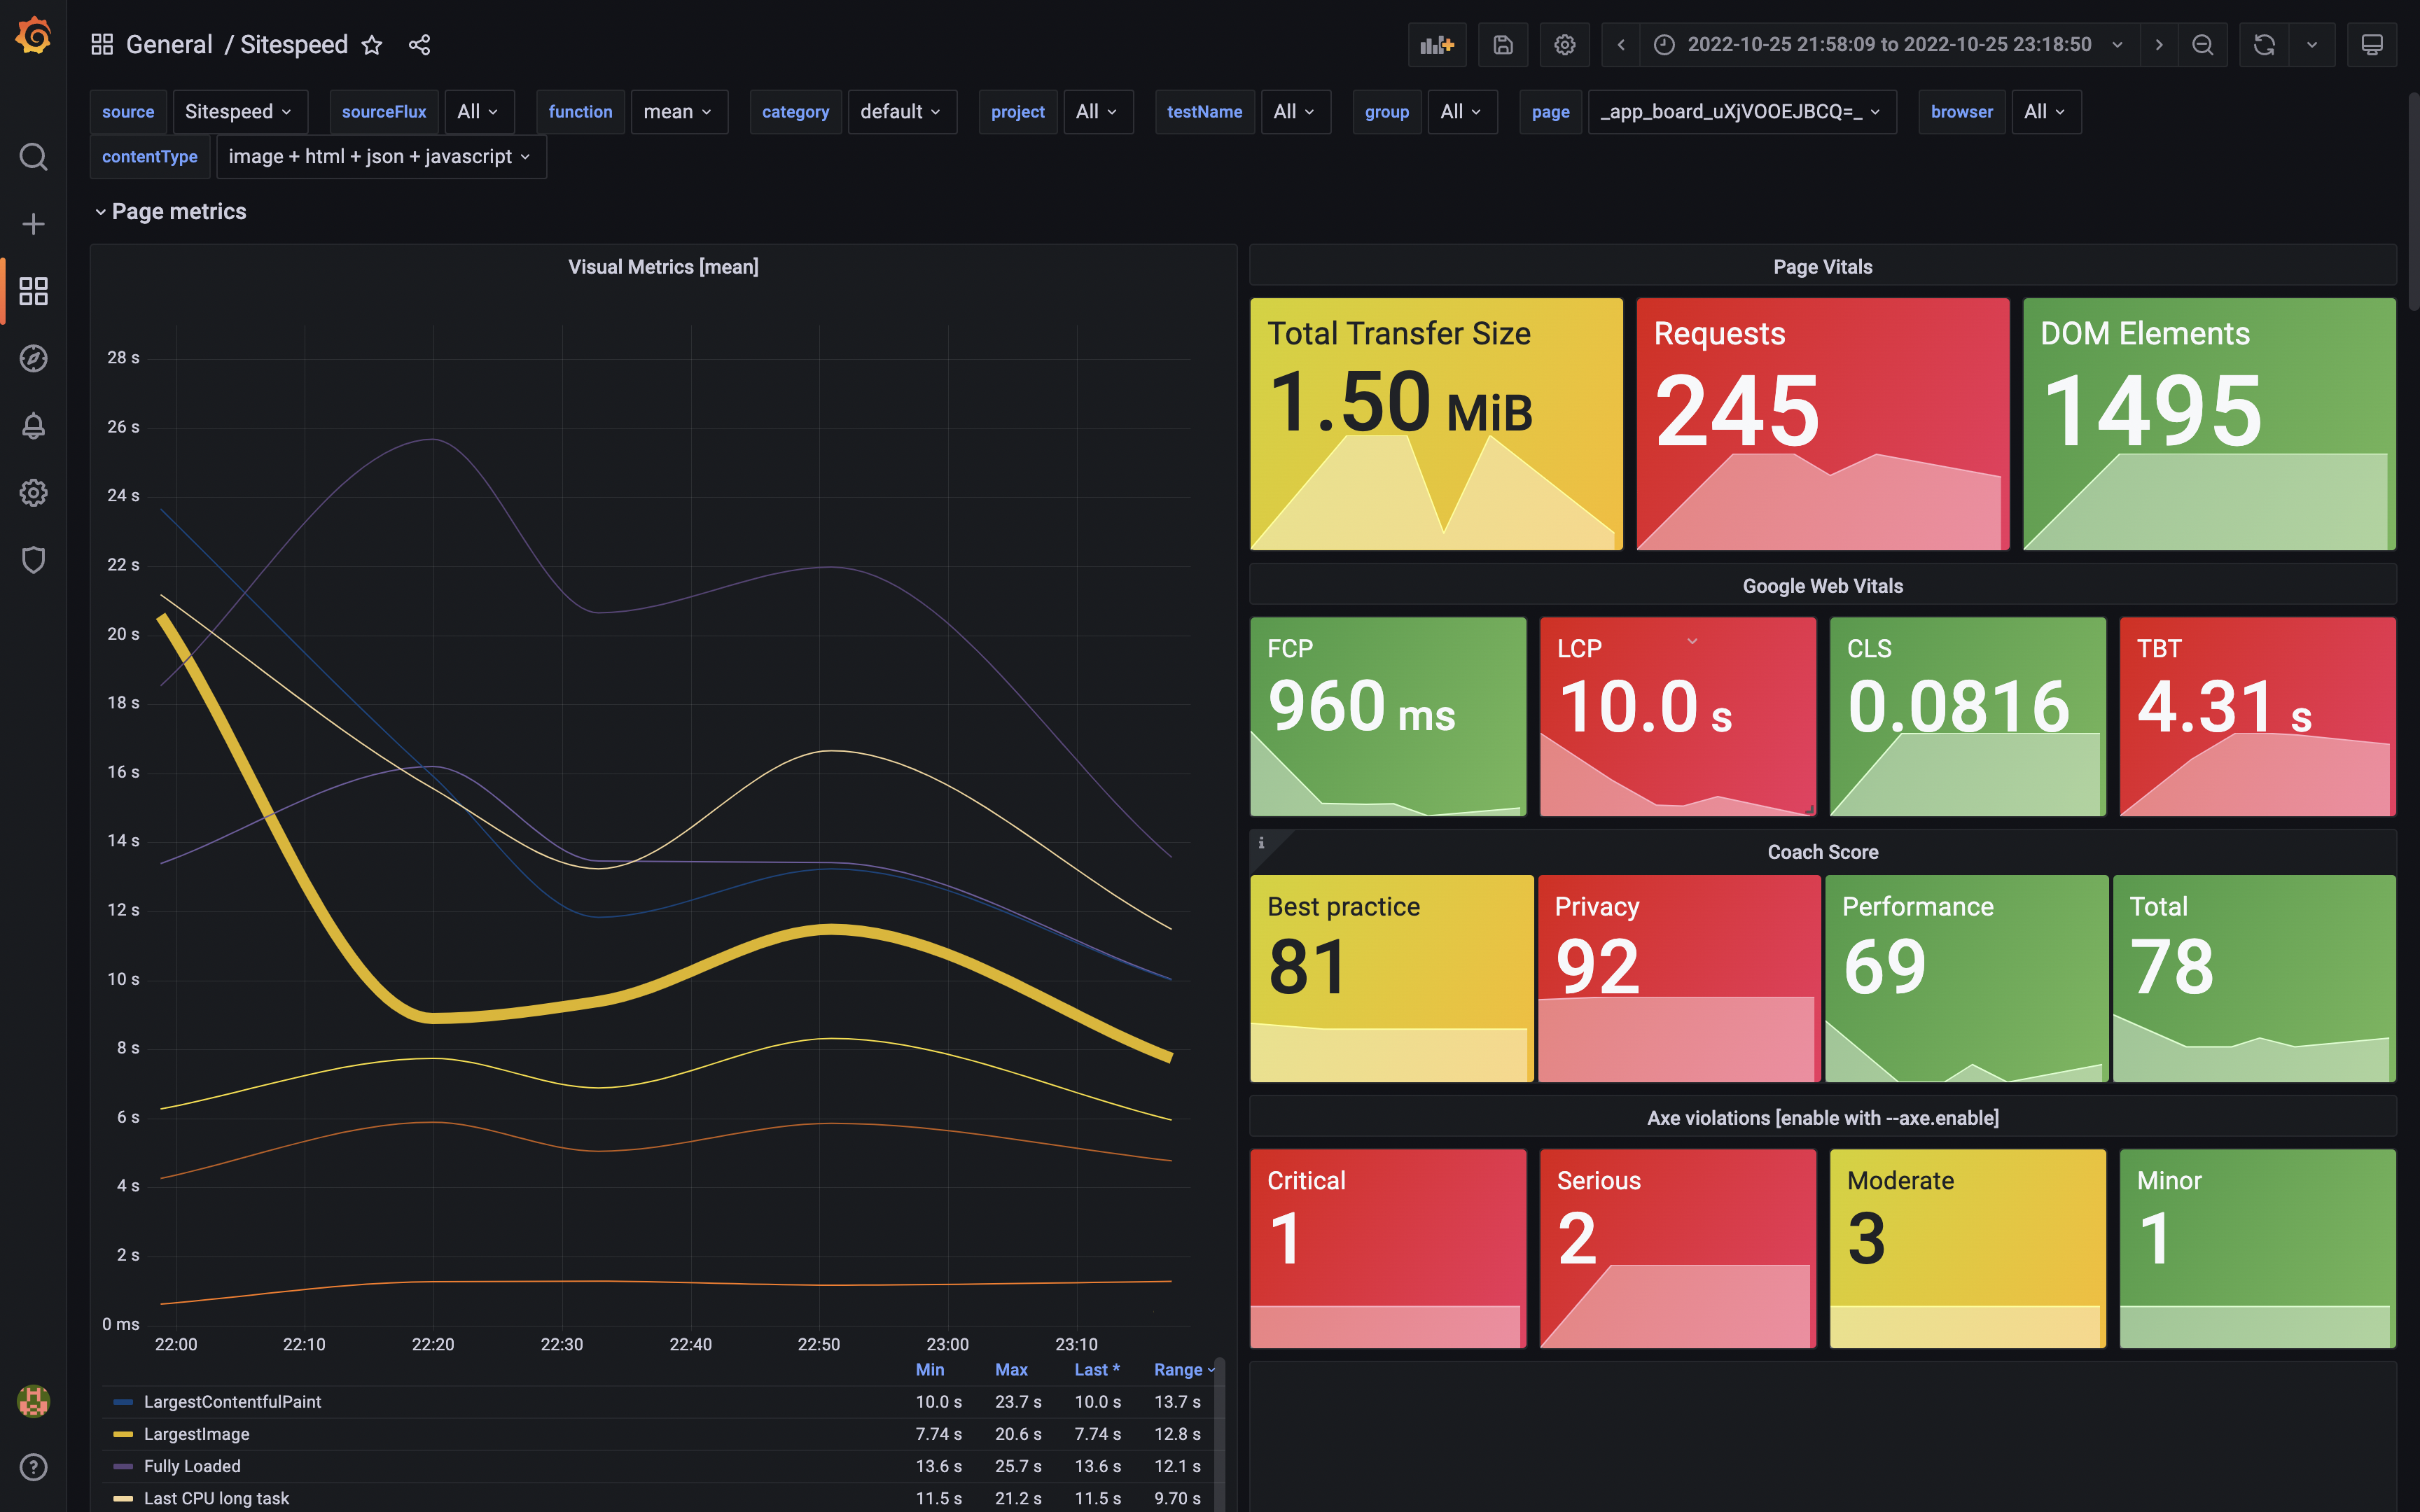 General / Sitespeed
2022-10-25 21:58:09 to 2022-10-25 23:18:50
source Sitespeed sourceFlux All function mean category default project All testName All group All page _app_board_uXjVOOEJBCQ=_ browser All
contentType image + html + json + javascript
Page metrics
Visual Metrics [mean]
28 s
26 s
24 s
22 s
20 s
18 s
16 s
14 s
12 s
10 s
8 s
6 s
4 s
2 s
0 ms
22:00 22:10 22:20 22:30 22:40 22:50 23:00 23:10
Min Max Last * Range
LargestContentfulPaint 10.0 s 23.7 s 10.0 s 13.7 s
LargestImage 7.74 s 20.6 s 7.74 s 12.8 s
Fully Loaded 13.6 s 25.7 s 13.6 s 12.1 s
Last CPU long task 11.5 s 21.2 s 11.5 s 9.70 s
Page Vitals
Total Transfer Size
1.50 MiB
Requests
245
DOM Elements
1495
Google Web Vitals
FCP
960 ms
LCP
10.0 s
CLS
0.0816
TBT
4.31 s
i
Coach Score
Best practice
81
Privacy
92
Performance
69
Total
78
Axe violations [enable with --axe.enable]
Critical
1
Serious
2
Moderate
3
Minor
1